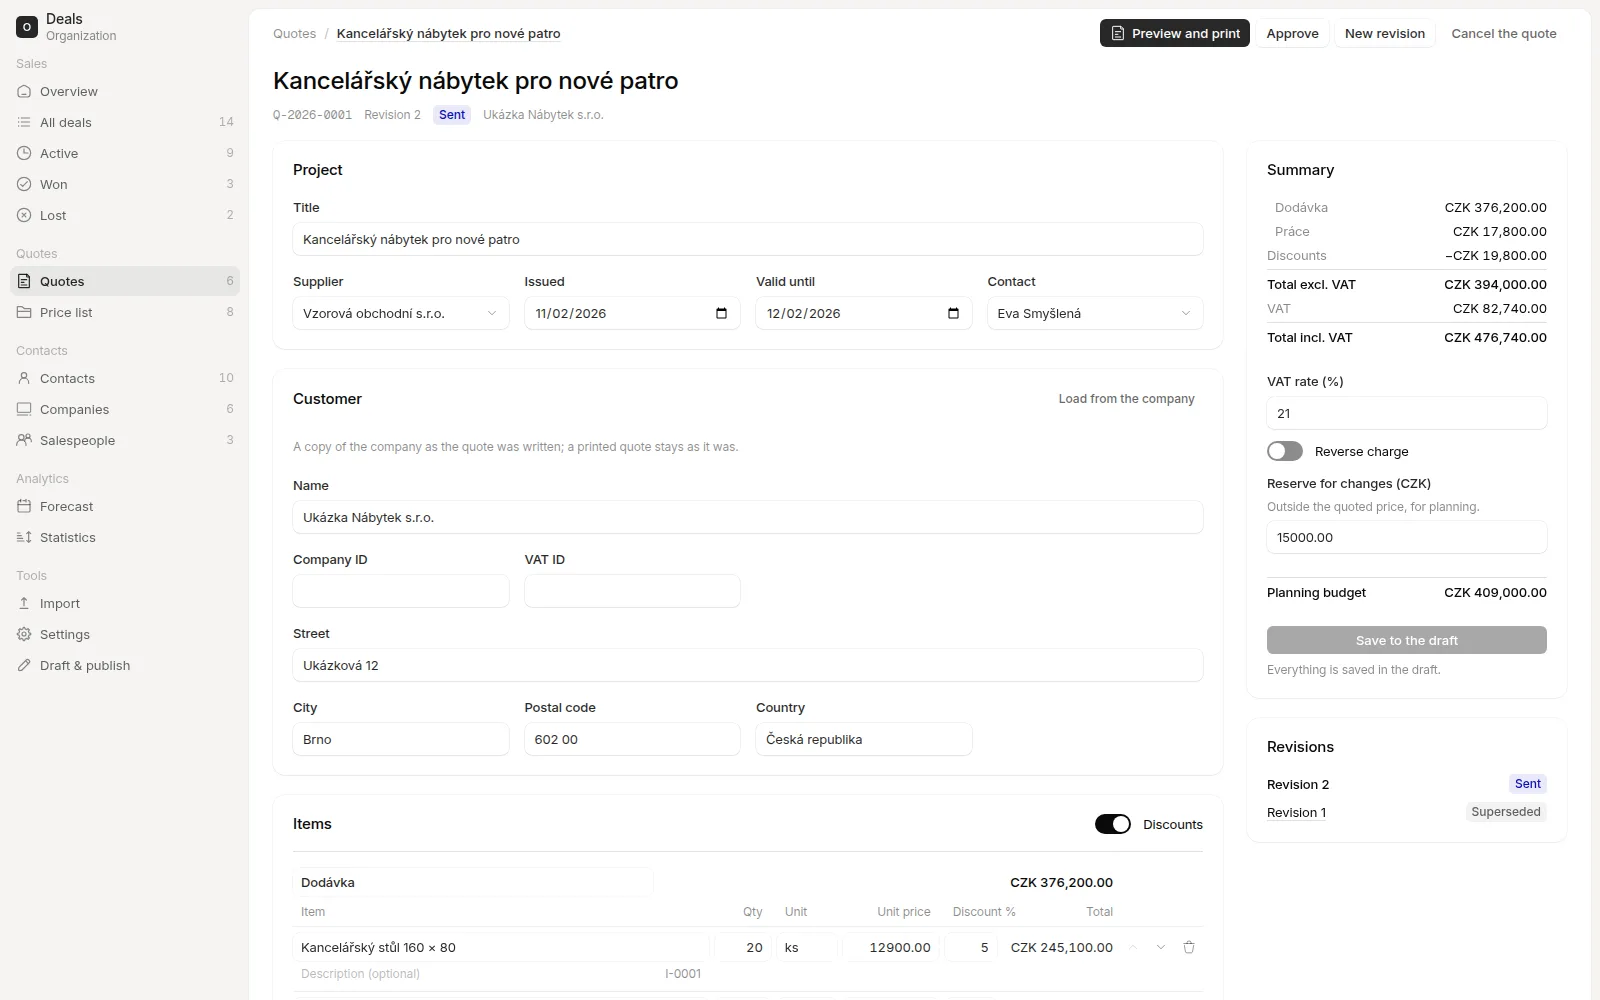 O
Deals
Organization
Sales
Overview
All deals 14
Active 9
Won 3
Lost 2
Quotes
Quotes 6
Price list 8
Contacts
Contacts 10
Companies 6
Salespeople 3
Analytics
Forecast
Statistics
Tools
Import
Settings
Draft & publish
Quotes / Kancelářský nábytek pro nové patro
Preview and print Approve New revision Cancel the quote
Kancelářský nábytek pro nové patro
Q-2026-0001 Revision 2 Sent Ukázka Nábytek s.r.o.
Project
Title
Kancelářský nábytek pro nové patro
Supplier Issued Valid until Contact
Vzorová obchodní s.r.o. 11/02/2026 12/02/2026 Eva Smyšlená
Customer Load from the company
A copy of the company as the quote was written; a printed quote stays as it was.
Name
Ukázka Nábytek s.r.o.
Company ID VAT ID
Street
Ukázková 12
City Postal code Country
Brno 602 00 Česká republika
Items Discounts
Dodávka CZK 376,200.00
Item Qty Unit Unit price Discount % Total
Kancelářský stůl 160 × 80 20 ks 12900.00 5 CZK 245,100.00
Description (optional) I-0001
Summary
Dodávka CZK 376,200.00
Práce CZK 17,800.00
Discounts −CZK 19,800.00
Total excl. VAT CZK 394,000.00
VAT CZK 82,740.00
Total incl. VAT CZK 476,740.00
VAT rate (%)
21
Reverse charge
Reserve for changes (CZK)
Outside the quoted price, for planning.
15000.00
Planning budget CZK 409,000.00
Save to the draft
Everything is saved in the draft.
Revisions
Revision 2 Sent
Revision 1 Superseded